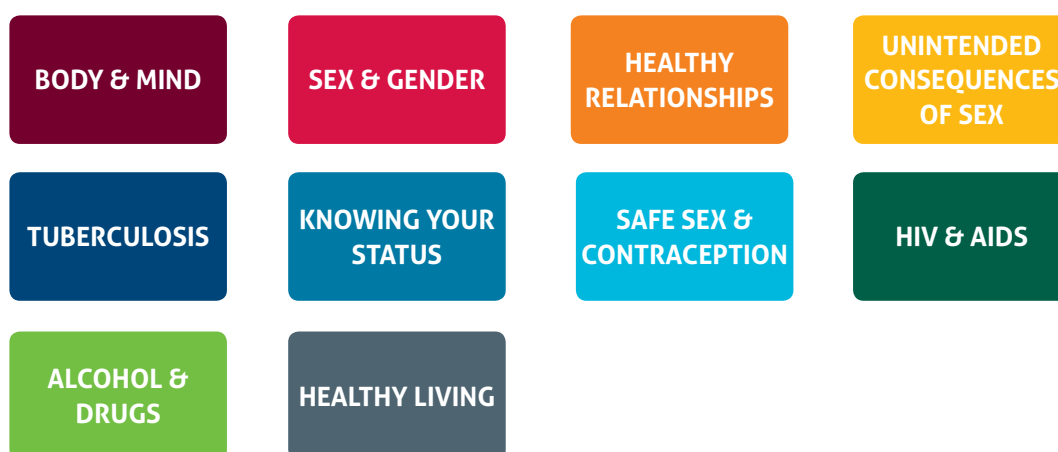 BODY & MIND
SEX & GENDER
HEALTHY
RELATIONSHIPS
UNINTENDED
CONSEQUENCES
OF SEX
TUBERCULOSIS
KNOWING YOUR
STATUS
SAFE SEX &
CONTRACEPTION
HIV & AIDS
ALCOHOL &
DRUGS
HEALTHY LIVING